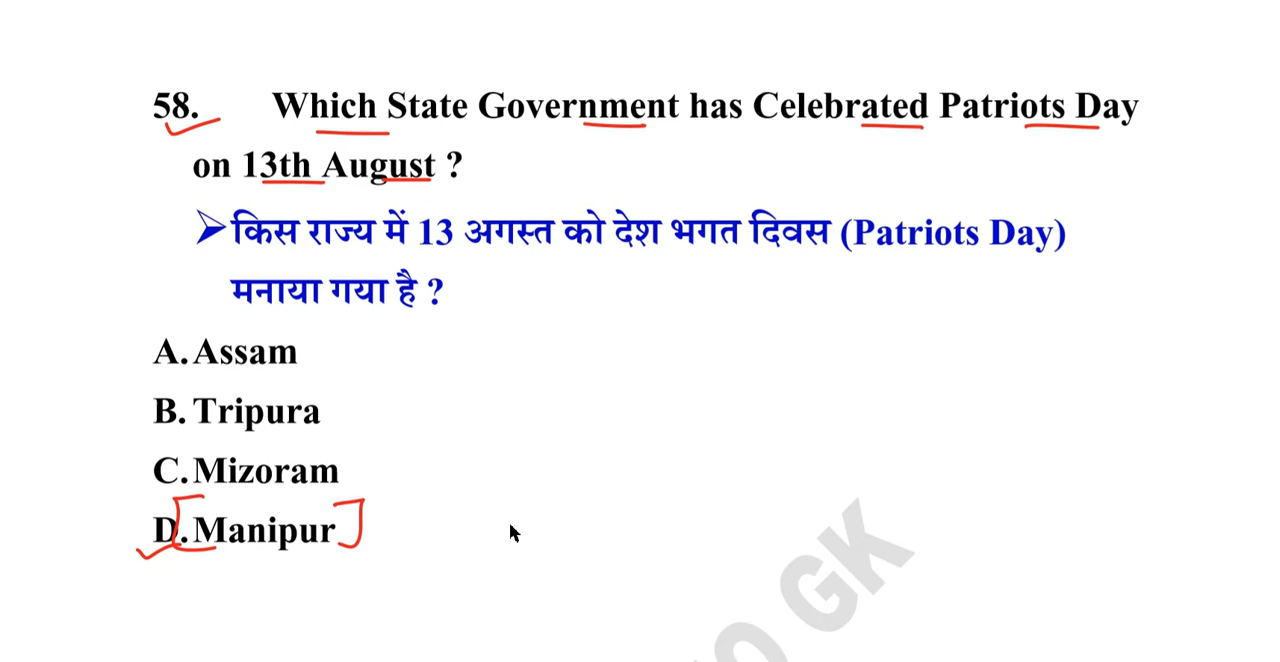 58. Which State Government has Celebrated Patriots Day
on 13th August ?
➤किस राज्य में 13 अगस्त को देश भगत दिवस (Patriots Day)
मनाया गया है ?
A. Assam
B. Tripura
C. Mizoram
D. Manipur
GK